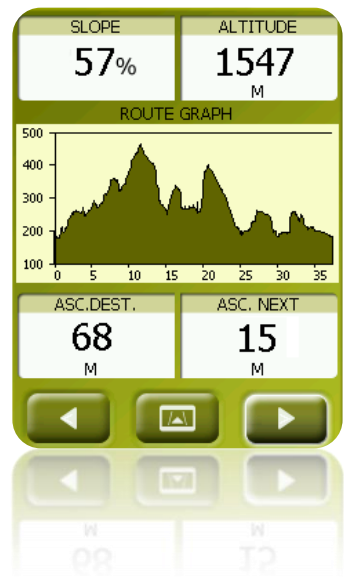 SLOPE ALTITUDE
57% 1547
M
ROUTE GRAPH
500
400
300
200
100
0 5 10 15 20 25 30 35
ASC.DEST. ASC. NEXT
68 15
M M